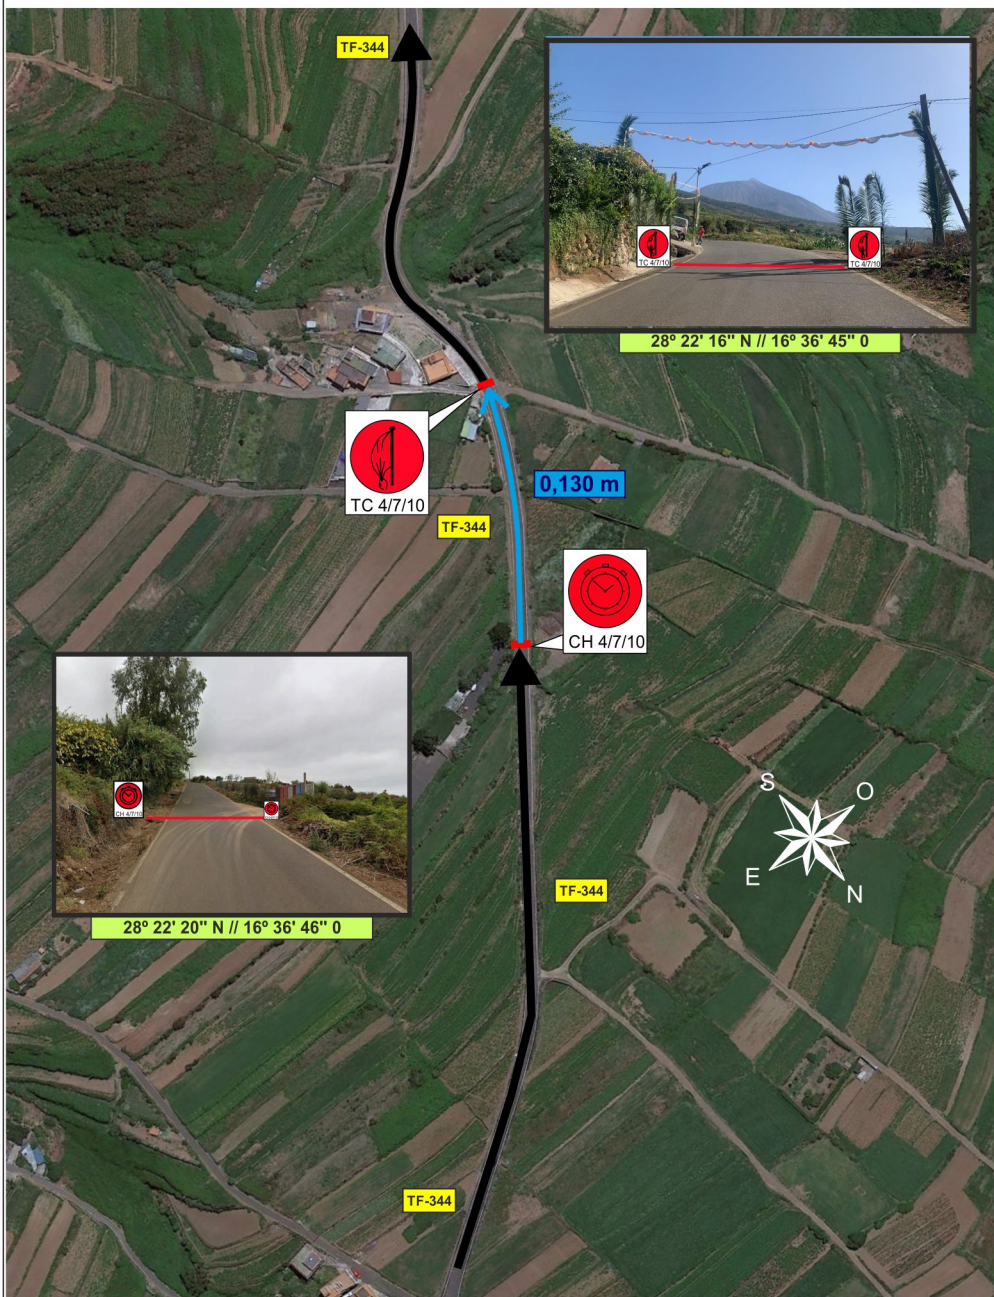 TF-344
TC 4/7/10
TC 4/7/10
28º 22' 16" N // 16º 36' 45" 0
TC 4/7/10
0,130 m
TF-344
CH 4/7/10
CH 4/7/10
28º 22' 20" N // 16º 36' 46" 0
S
O
E
N
TF-344
TF-344